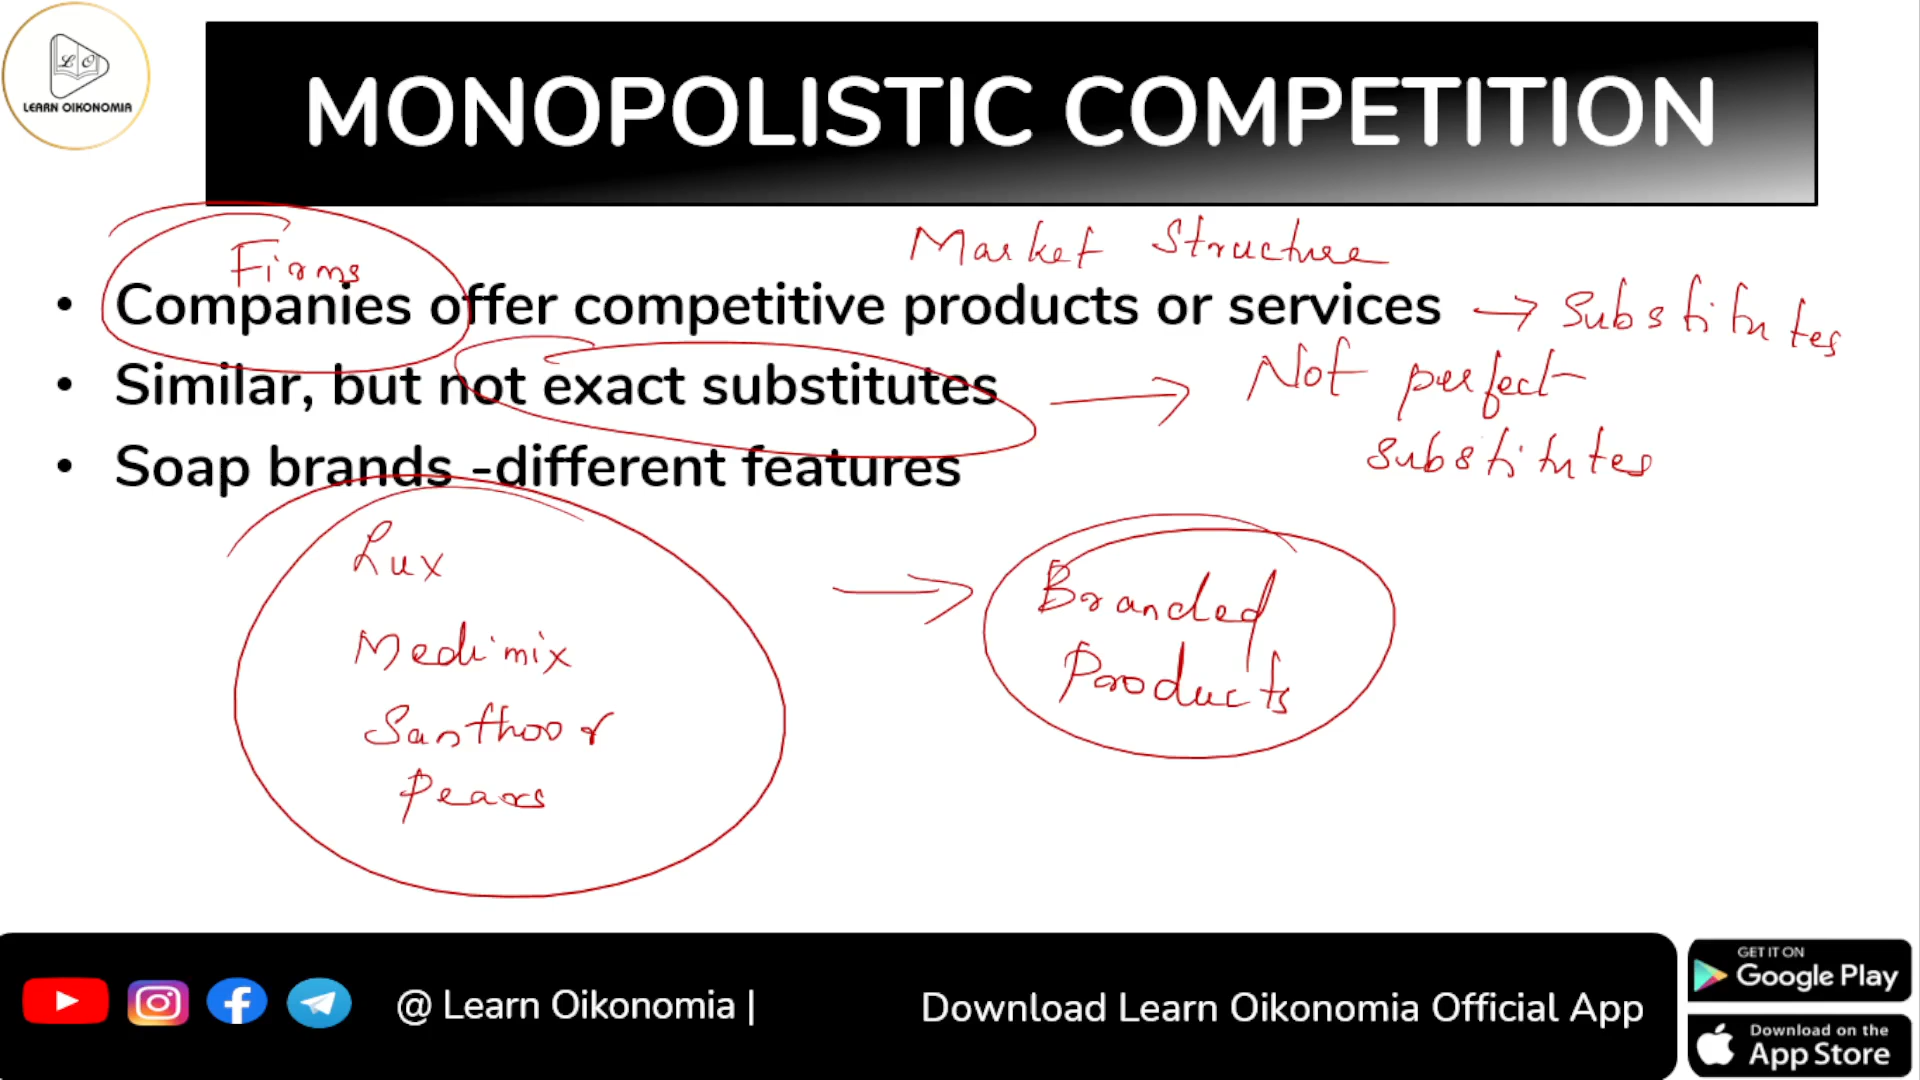 LO
LEARN OIKONOMIA
MONOPOLISTIC COMPETITION
Market Structure
Firms
• Companies offer competitive products or services → Substitutes
• Similar, but not exact substitutes → Not perfect
substitutes
• Soap brands -different features
Lux
Medimix
Santhoor
Pears
→ Branded
Products
@ Learn Oikonomia |
Download Learn Oikonomia Official App
GET IT ON
Google Play
Download on the
App Store